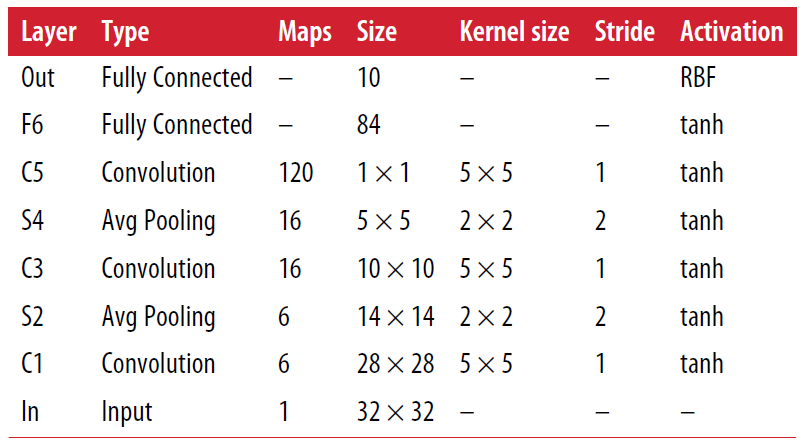 Layer Type Maps Size Kernel size Stride Activation
Out Fully Connected – 10 – – RBF
F6 Fully Connected – 84 – – tanh
C5 Convolution 120 1 × 1 5 × 5 1 tanh
S4 Avg Pooling 16 5 × 5 2 × 2 2 tanh
C3 Convolution 16 10 × 10 5 × 5 1 tanh
S2 Avg Pooling 6 14 × 14 2 × 2 2 tanh
C1 Convolution 6 28 × 28 5 × 5 1 tanh
In Input 1 32 × 32 – – –